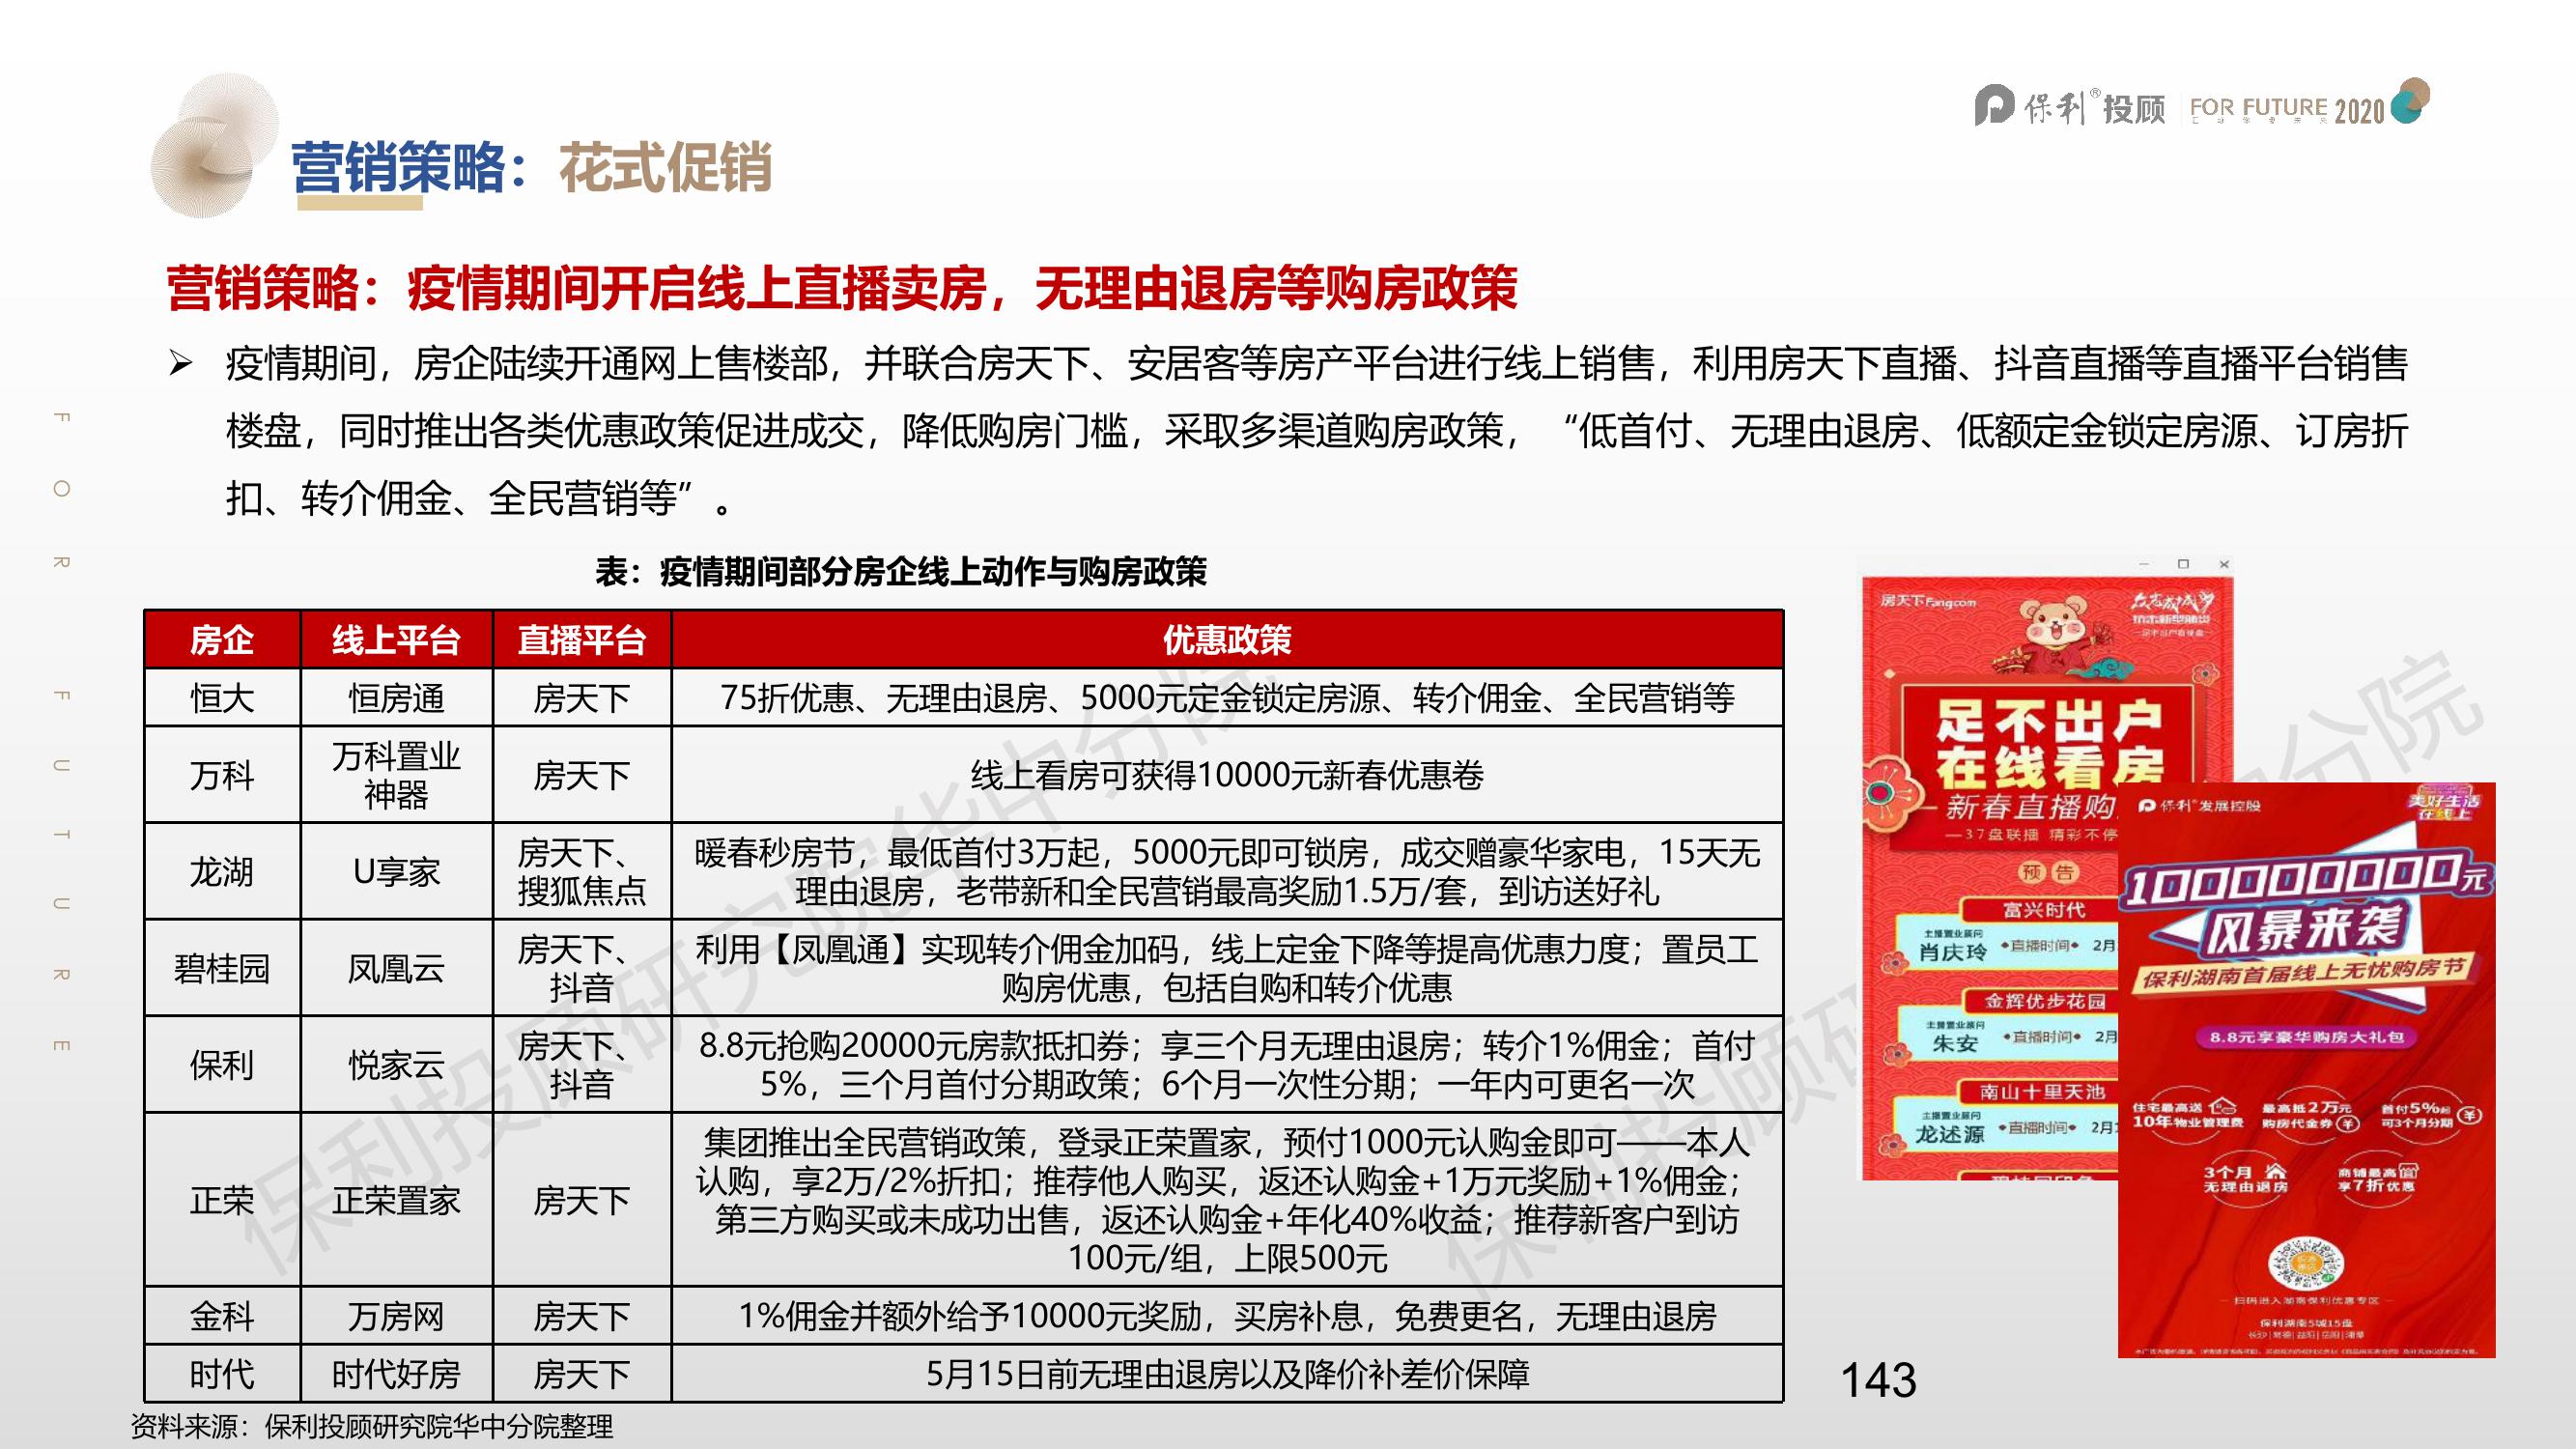 保利®投顾 FOR FUTURE 2020
营销策略：花式促销
营销策略：疫情期间开启线上直播卖房，无理由退房等购房政策
疫情期间，房企陆续开通网上售楼部，并联合房天下、安居客等房产平台进行线上销售，利用房天下直播、抖音直播等直播平台销售
楼盘，同时推出各类优惠政策促进成交，降低购房门槛，采取多渠道购房政策，“低首付、无理由退房、低额定金锁定房源、订房折
扣、转介佣金、全民营销等”。
FOR FUTURE
表：疫情期间部分房企线上动作与购房政策
房企 线上平台 直播平台 优惠政策
恒大 恒房通 房天下 75折优惠、无理由退房、5000元定金锁定房源、转介佣金、全民营销等
万科 万科置业
神器 房天下 线上看房可获得10000元新春优惠卷
龙湖 U享家 房天下、
搜狐焦点 暖春秒房节，最低首付3万起，5000元即可锁房，成交赠豪华家电，15天无
理由退房，老带新和全民营销最高奖励1.5万/套，到访送好礼
碧桂园 凤凰云 房天下、
抖音 利用【凤凰通】实现转介佣金加码，线上定金下降等提高优惠力度；置员工
购房优惠，包括自购和转介优惠
保利 悦家云 房天下、
抖音 8.8元抢购20000元房款抵扣券；享三个月无理由退房；转介1%佣金；首付
5%，三个月首付分期政策；6个月一次性分期；一年内可更名一次
正荣 正荣置家 房天下 集团推出全民营销政策，登录正荣置家，预付1000元认购金即可——本人
认购，享2万/2%折扣；推荐他人购买，返还认购金+1万元奖励+1%佣金；
第三方购买或未成功出售，返还认购金+年化40%收益；推荐新客户到访
100元/组，上限500元
金科 万房网 房天下 1%佣金并额外给予10000元奖励，买房补息，免费更名，无理由退房
时代 时代好房 房天下 5月15日前无理由退房以及降价补差价保障
资料来源：保利投顾研究院华中分院整理
143
保利投顾研究院华中分院
房天下Fang.com
众志成城
足不出户
在线看房
新春直播购
37盘联播 精彩不停
预告
富兴时代
主播置业顾问
肖庆玲 直播时间 2月
金辉优步花园
主播置业顾问
朱安 直播时间 2月
南山十里天池
主播置业顾问
龙述源 直播时间 2月
保利®发展控股
美好生活
在线上
1000000000元
风暴来袭
保利湖南首届线上无忧购房节
8.8元享豪华购房大礼包
住宅最高送
10年物业管理费
最高抵2万元
购房代金券
首付5%起
可3个月分期
3个月
无理由退房
商铺最高
享7折优惠
扫码进入湖南保利优惠专区
保利湖南5城15盘
长沙|常德|益阳|岳阳|湘潭